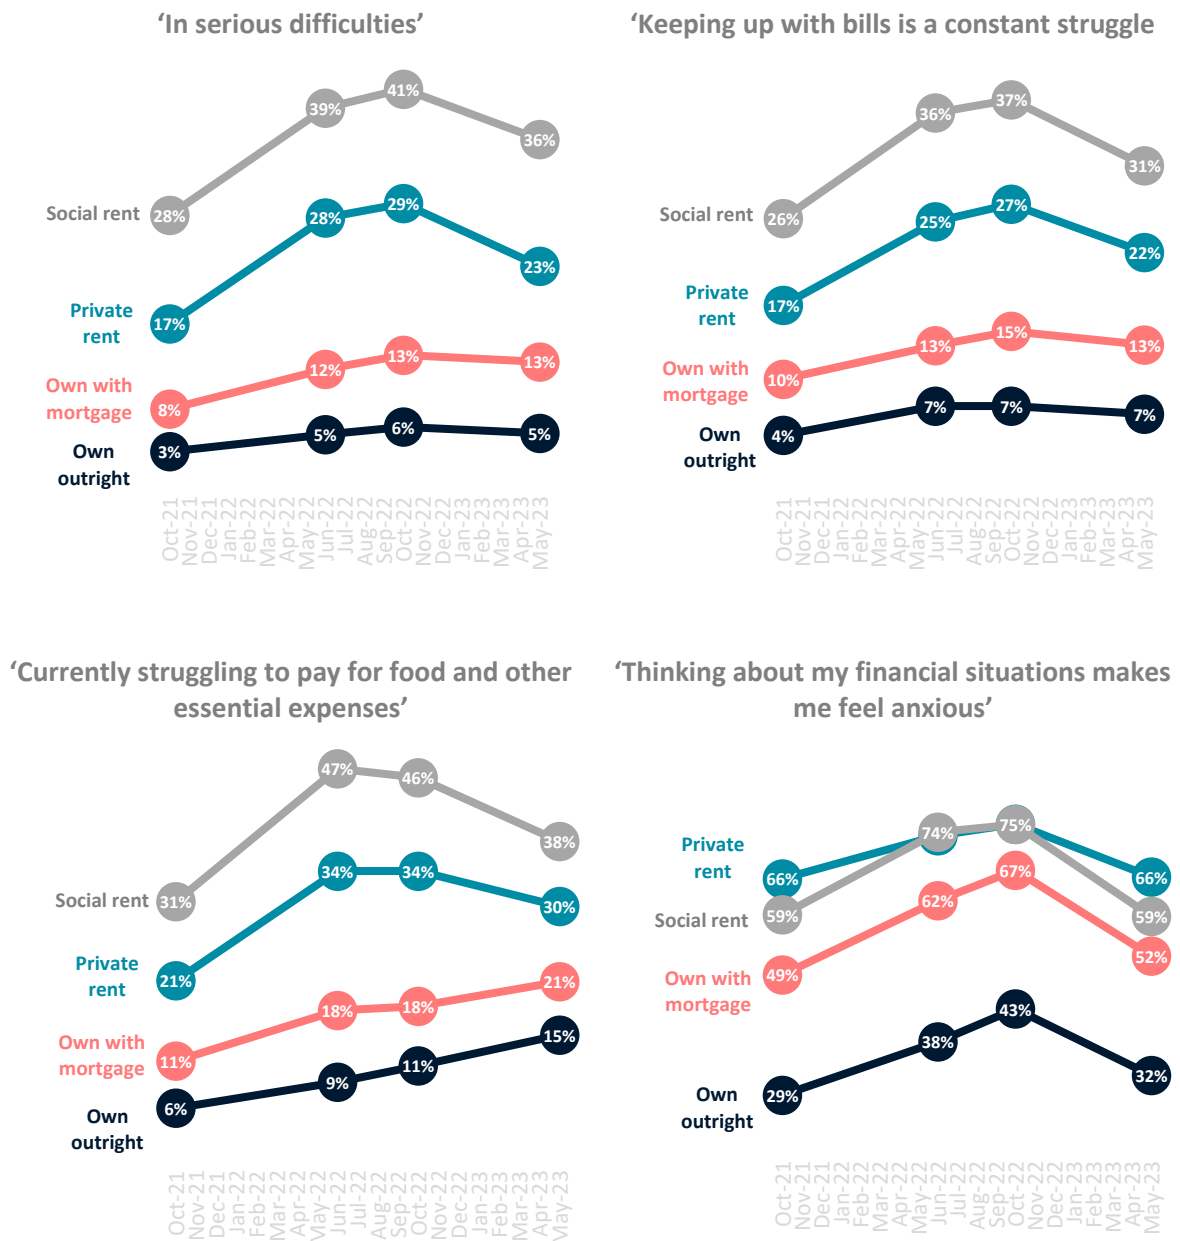 ‘In serious difficulties’
39%
41%
36%
Social rent
28%
28%
29%
23%
Private
rent
17%
Own with
mortgage
8%
12%
13%
13%
Own
outright
3%
5%
6%
5%
Oct-21
Nov-21
Dec-21
Jan-22
Feb-22
Mar-22
Apr-22
May-22
Jun-22
Jul-22
Aug-22
Sep-22
Oct-22
Nov-22
Dec-22
Jan-23
Feb-23
Mar-23
Apr-23
May-23
‘Keeping up with bills is a constant struggle
36%
37%
31%
Social rent
26%
25%
27%
22%
Private
rent
17%
Own with
mortgage
10%
13%
15%
13%
Own
outright
4%
7%
7%
7%
Oct-21
Nov-21
Dec-21
Jan-22
Feb-22
Mar-22
Apr-22
May-22
Jun-22
Jul-22
Aug-22
Sep-22
Oct-22
Nov-22
Dec-22
Jan-23
Feb-23
Mar-23
Apr-23
May-23
‘Currently struggling to pay for food and other
essential expenses’
47%
46%
38%
Social rent
31%
34%
34%
30%
Private
rent
21%
Own with
mortgage
11%
18%
18%
21%
Own
outright
6%
9%
11%
15%
Oct-21
Nov-21
Dec-21
Jan-22
Feb-22
Mar-22
Apr-22
May-22
Jun-22
Jul-22
Aug-22
Sep-22
Oct-22
Nov-22
Dec-22
Jan-23
Feb-23
Mar-23
Apr-23
May-23
‘Thinking about my financial situations makes
me feel anxious’
74%
75%
Private
rent
66%
66%
Social rent
59%
59%
Own with
mortgage
49%
62%
67%
52%
Own
outright
29%
38%
43%
32%
Oct-21
Nov-21
Dec-21
Jan-22
Feb-22
Mar-22
Apr-22
May-22
Jun-22
Jul-22
Aug-22
Sep-22
Oct-22
Nov-22
Dec-22
Jan-23
Feb-23
Mar-23
Apr-23
May-23